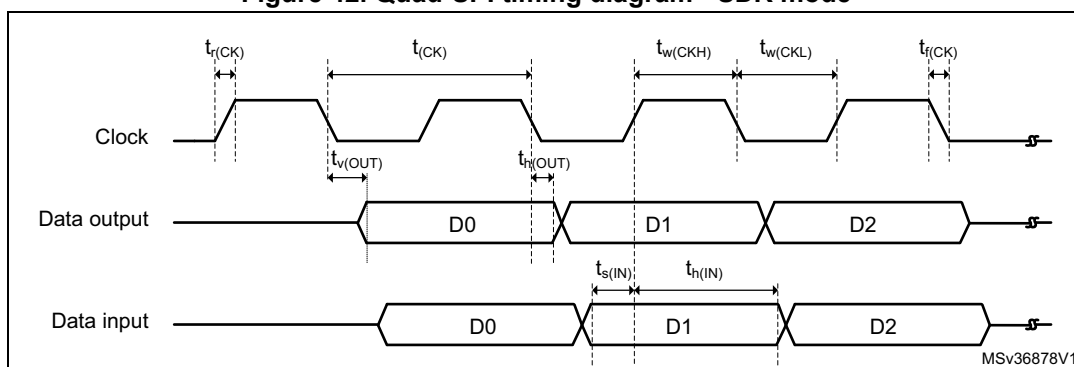 Figure 42. Quad-SPI timing diagram - SDR mode
tr(CK) t(CK) tw(CKH) tw(CKL) tf(CK)
Clock
tv(OUT) th(OUT)
Data output D0 D1 D2
ts(IN) th(IN)
Data input D0 D1 D2
MSv36878V1